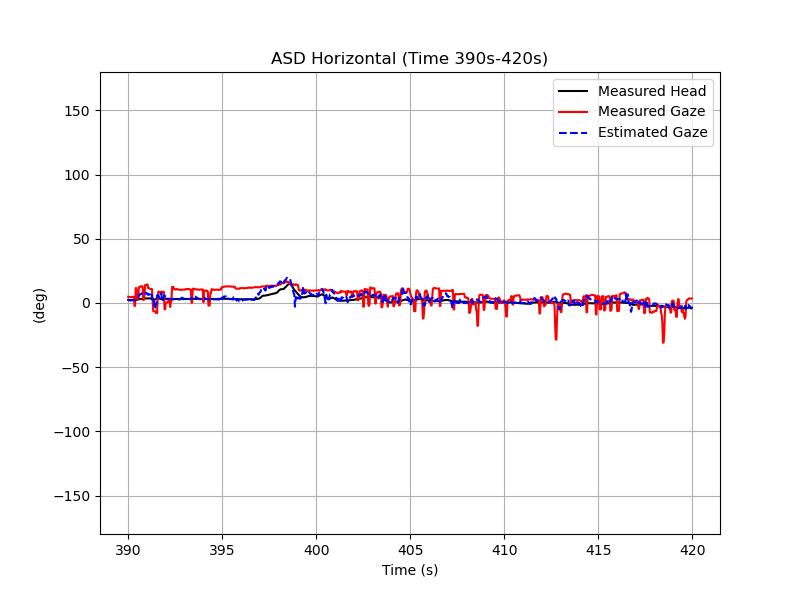 ASD Horizontal (Time 390s-420s)
Measured Head
Measured Gaze
Estimated Gaze
(deg)
150
100
50
0
−50
−100
−150
390 395 400 405 410 415 420
Time (s)